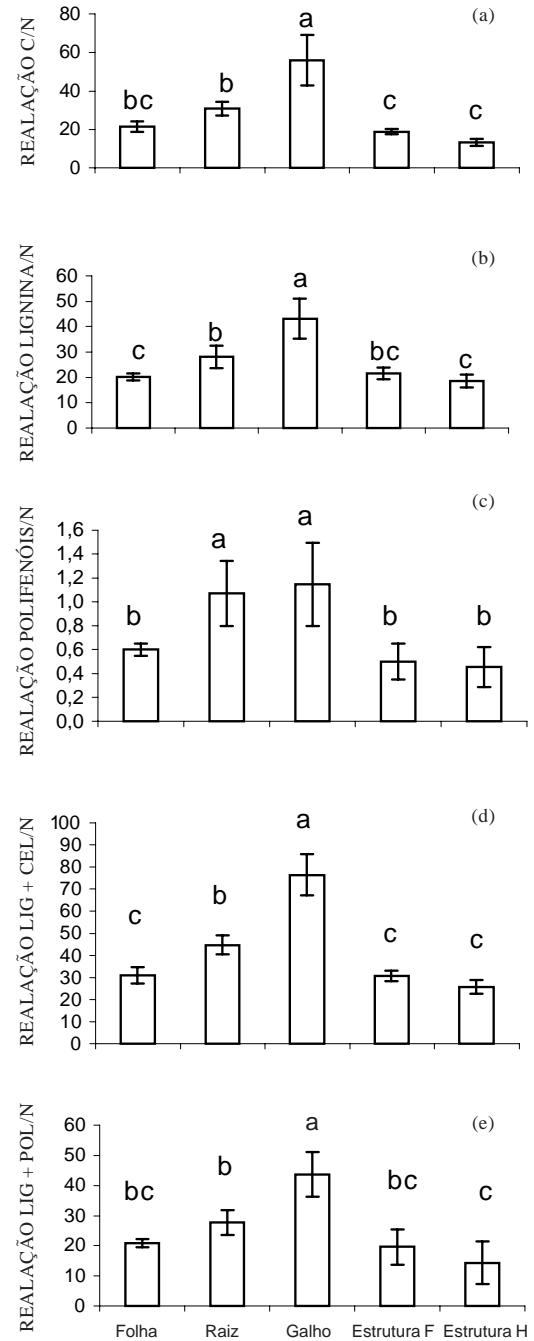 (a)
REALAÇÃO C/N
80
60
40
20
0
bc
b
a
c
c
(b)
REALAÇÃO LIGNINA/N
60
50
40
30
20
10
0
c
b
a
bc
c
(c)
REALAÇÃO POLIFENÓIS/N
1,6
1,4
1,2
1,0
0,8
0,6
0,4
0,2
0,0
b
a
a
b
b
(d)
REALAÇÃO LIG + CEL/N
100
90
80
70
60
50
40
30
20
10
0
c
b
a
c
c
(e)
REALAÇÃO LIG + POL/N
60
50
40
30
20
10
0
bc
b
a
bc
c
Folha Raiz Galho Estrutura F Estrutura H